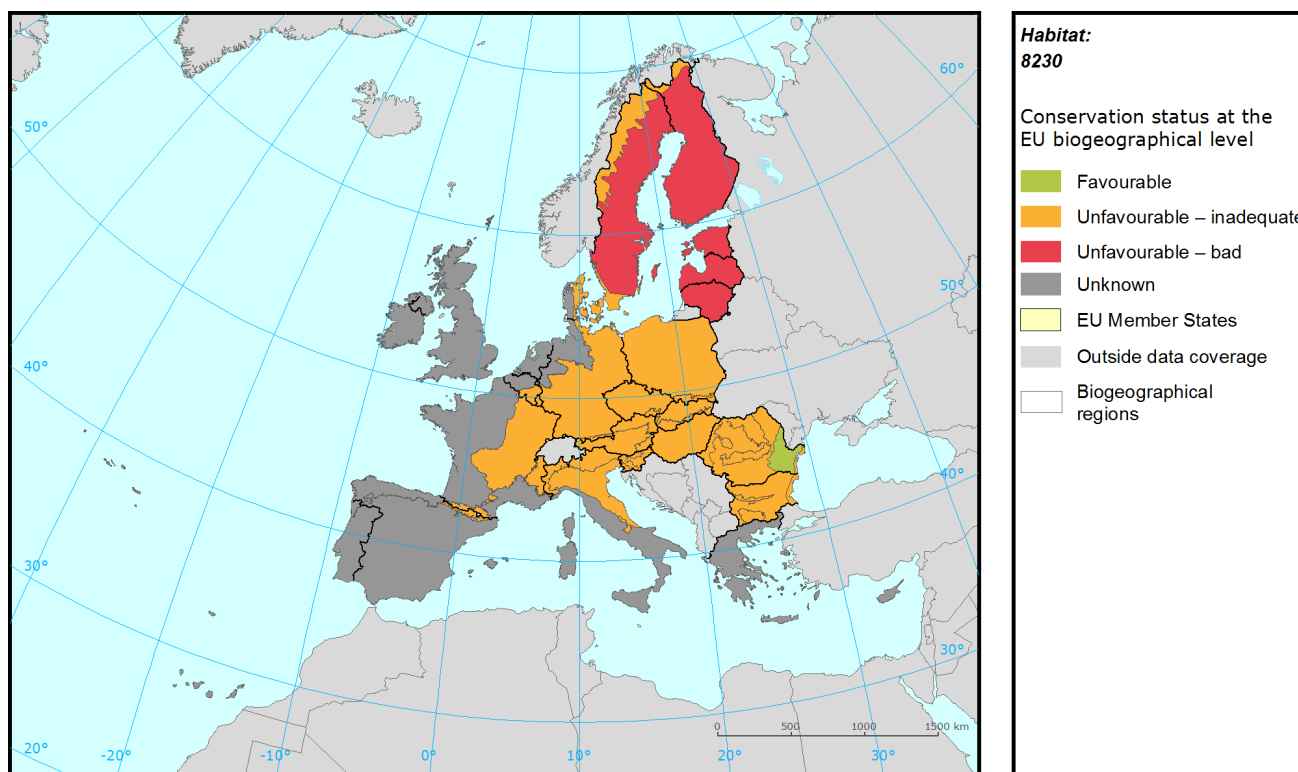 Habitat:
8230
Conservation status at the
EU biogeographical level
Favourable
Unfavourable – inadequate
Unfavourable – bad
Unknown
EU Member States
Outside data coverage
Biogeographical
regions
60°
50°
50°
40°
40°
30°
30°
0 500 1000 1500 km
20° -20° -10° 0° 10° 20° 30°